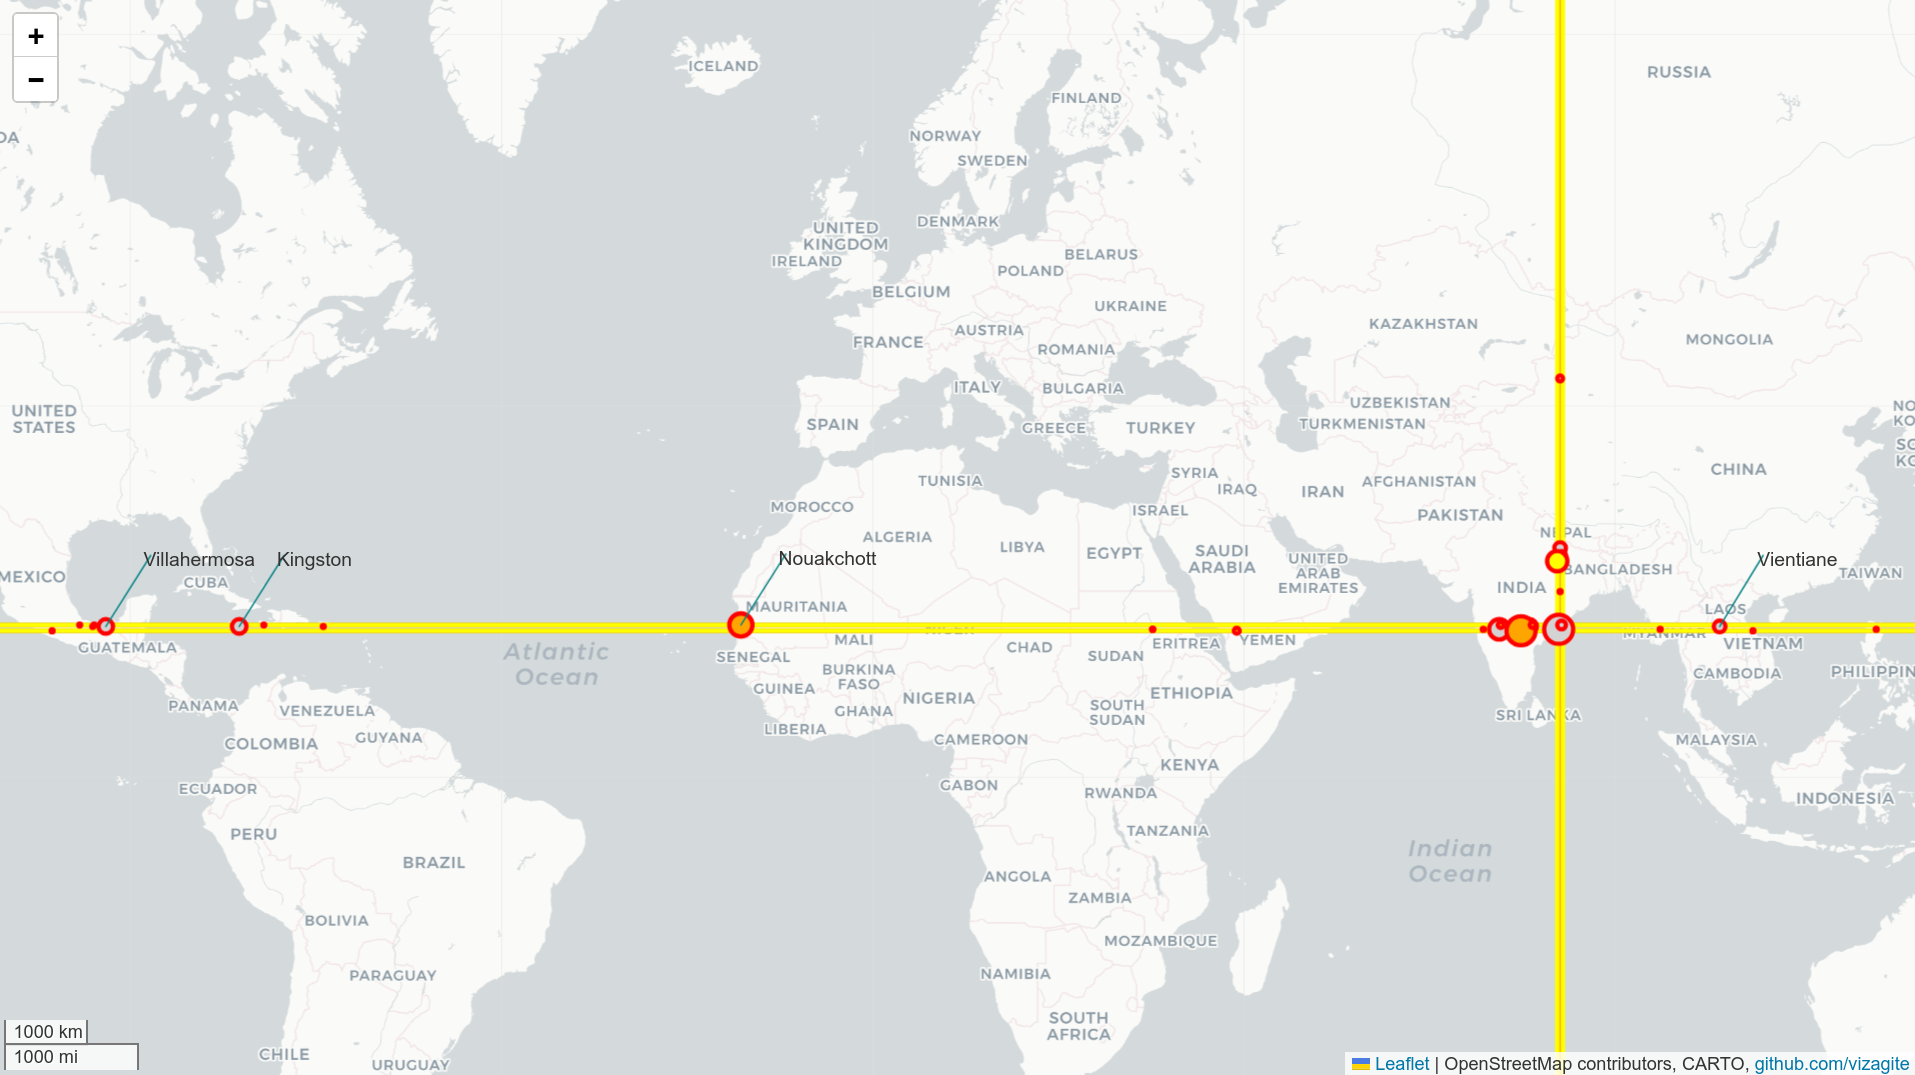 +
−
ICELAND
RUSSIA
FINLAND
DA
NORWAY
SWEDEN
DENMARK
UNITED
KINGDOM
IRELAND
BELARUS
POLAND
BELGIUM
UKRAINE
KAZAKHSTAN
AUSTRIA
FRANCE
MONGOLIA
ROMANIA
ITALY
BULGARIA
UZBEKISTAN
UNITED
STATES
NO
KO
SPAIN
GREECE
TURKEY
TURKMENISTAN
SO
KO
SYRIA
CHINA
TUNISIA
AFGHANISTAN
IRAQ
IRAN
MOROCCO
ISRAEL
PAKISTAN
ALGERIA
NEPAL
LIBYA
EGYPT
SAUDI
ARABIA
Villahermosa
Kingston
Nouakchott
Vientiane
UNITED
ARAB
EMIRATES
BANGLADESH
TAIWAN
MEXICO
CUBA
INDIA
MAURITANIA
LAOS
NIGER
MYANMAR
GUATEMALA
MALI
CHAD
ERITREA
YEMEN
VIETNAM
Atlantic
Ocean
SENEGAL
SUDAN
BURKINA
FASO
CAMBODIA
PHILIPPIN
GUINEA
NIGERIA
ETHIOPIA
PANAMA
VENEZUELA
GHANA
SOUTH
SUDAN
SRI LANKA
LIBERIA
COLOMBIA
GUYANA
CAMEROON
MALAYSIA
KENYA
ECUADOR
GABON
RWANDA
INDONESIA
PERU
TANZANIA
BRAZIL
Indian
Ocean
ANGOLA
ZAMBIA
BOLIVIA
MOZAMBIQUE
PARAGUAY
NAMIBIA
SOUTH
AFRICA
CHILE
URUGUAY
1000 km
1000 mi
Leaflet | OpenStreetMap contributors, CARTO, github.com/vizagite